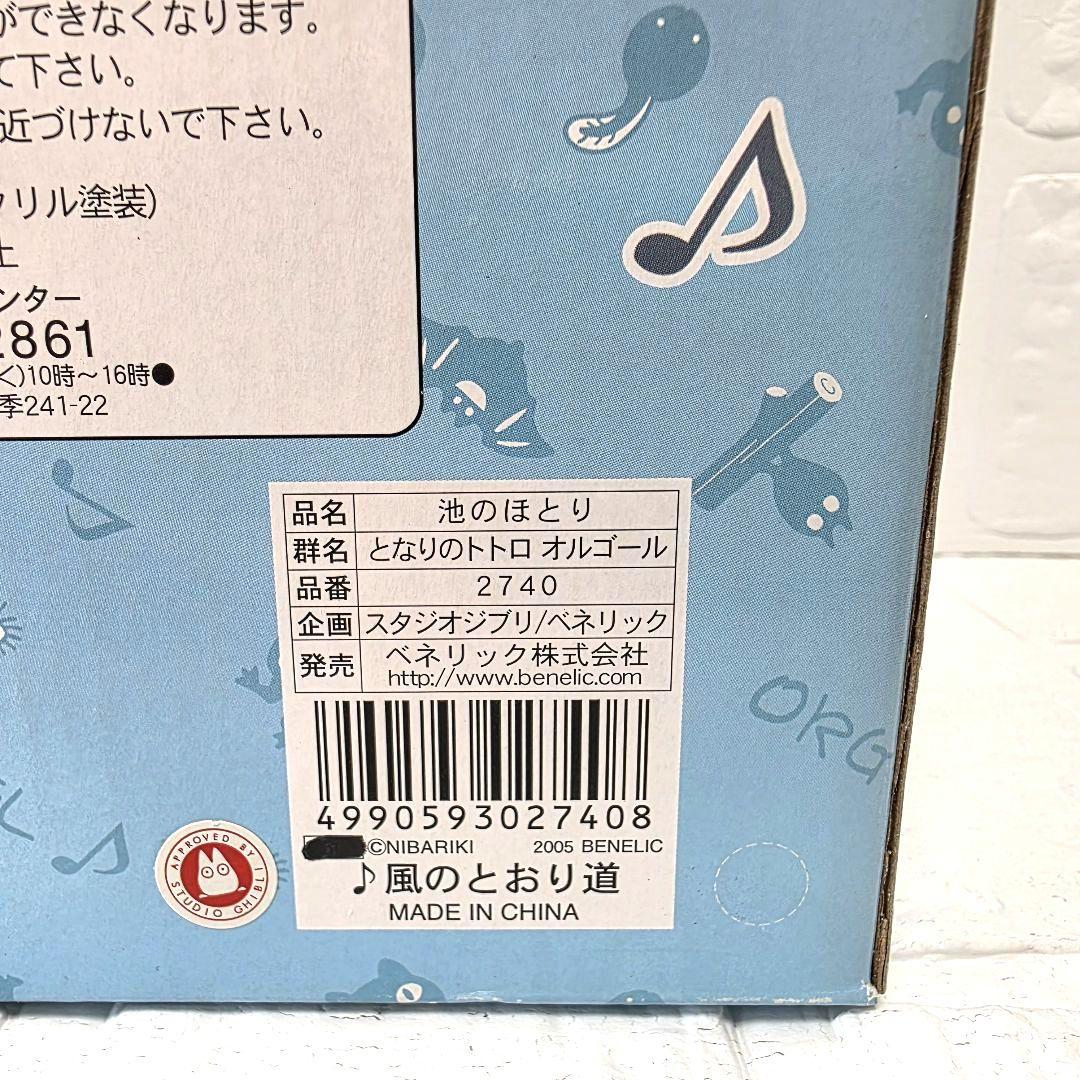 ができなくなります。
て下さい。
近づけないで下さい。
リル塗装)
ンター
2861
く)10時～16時●
季241-22
品名 池のほとり
群名 となりのトトロ オルゴール
品番 2740
企画 スタジオジブリ/ベネリック
発売 ベネリック株式会社
http://www.benelic.com
4990593027408
©NIBARIKI 2005 BENELIC
♪風のとおり道
MADE IN CHINA
APPROVED BY
STUDIO GHIBLI
ORG